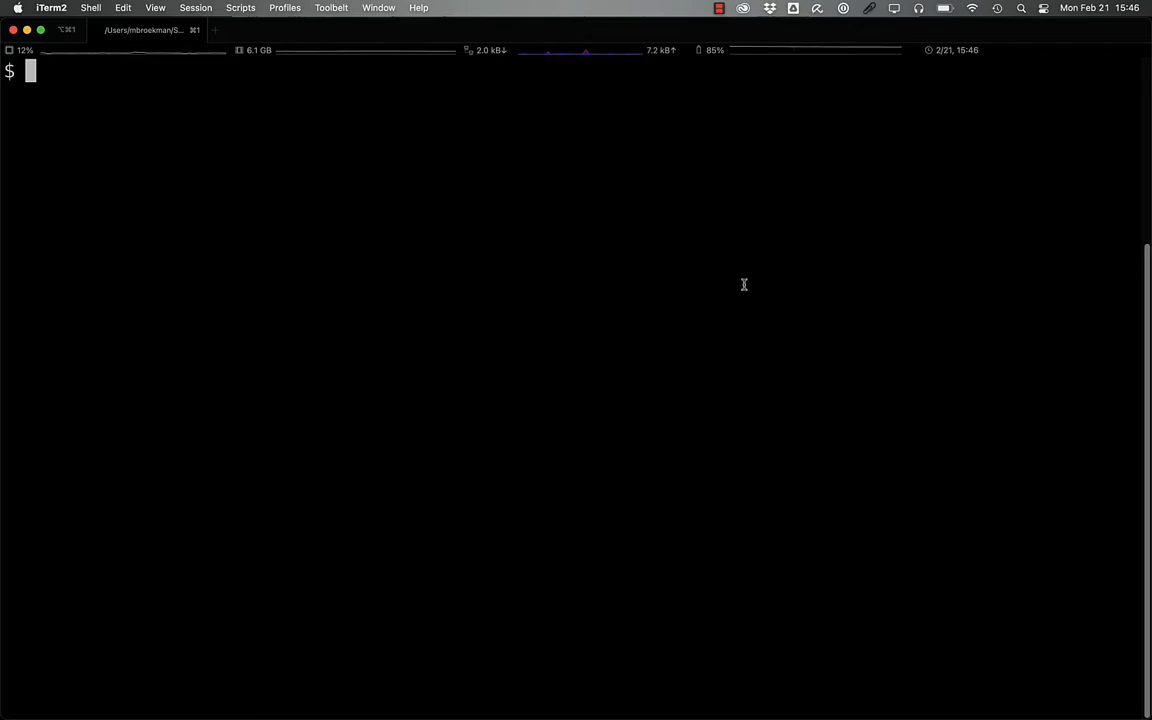 iTerm2 Shell Edit View Session Scripts Profiles Toolbelt Window Help Mon Feb 21 15:46
⌥⌘1 /Users/mbroekman/S... ⌘1 +
12% 6.1 GB 2.0 kB↓ 7.2 kB↑ 85% 2/21, 15:46
$